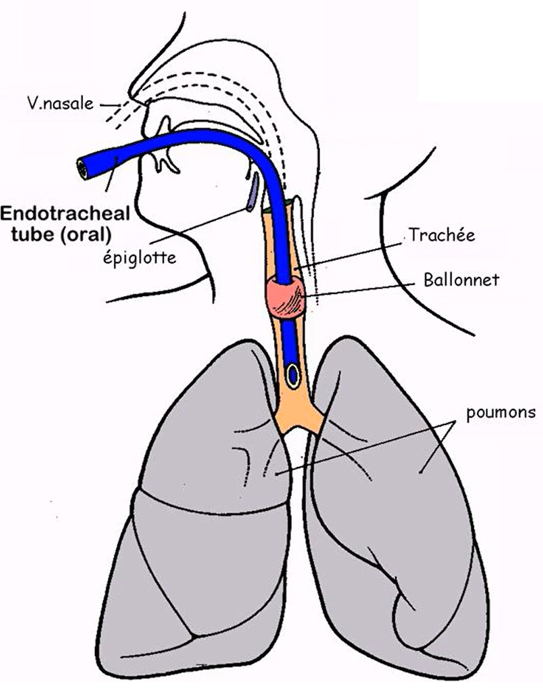 V.nasale
Endotracheal
tube (oral)
épiglotte
Trachée
Ballonnet
poumons